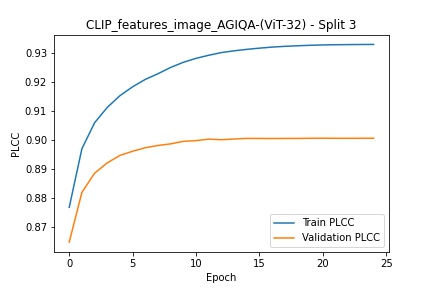 CLIP_features_image_AGIQA-(ViT-32) - Split 3
PLCC
0.93
0.92
0.91
0.90
0.89
0.88
0.87
Train PLCC
Validation PLCC
0 5 10 15 20 25
Epoch